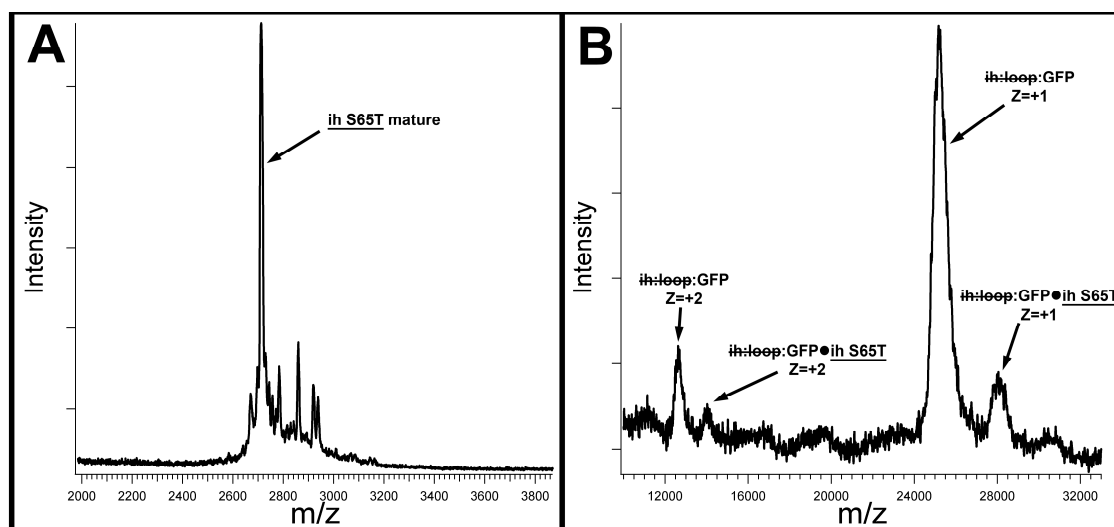 A
Intensity
ih S65T mature
2000 2200 2400 2600 2800 3000 3200 3400 3600 3800
m/z
B
Intensity
ih:loop:GFP
Z=+1
ih:loop:GFP
Z=+2
ih:loop:GFP●ih S65T
Z=+2
ih:loop:GFP●ih S65T
Z=+1
12000 16000 20000 24000 28000 32000
m/z